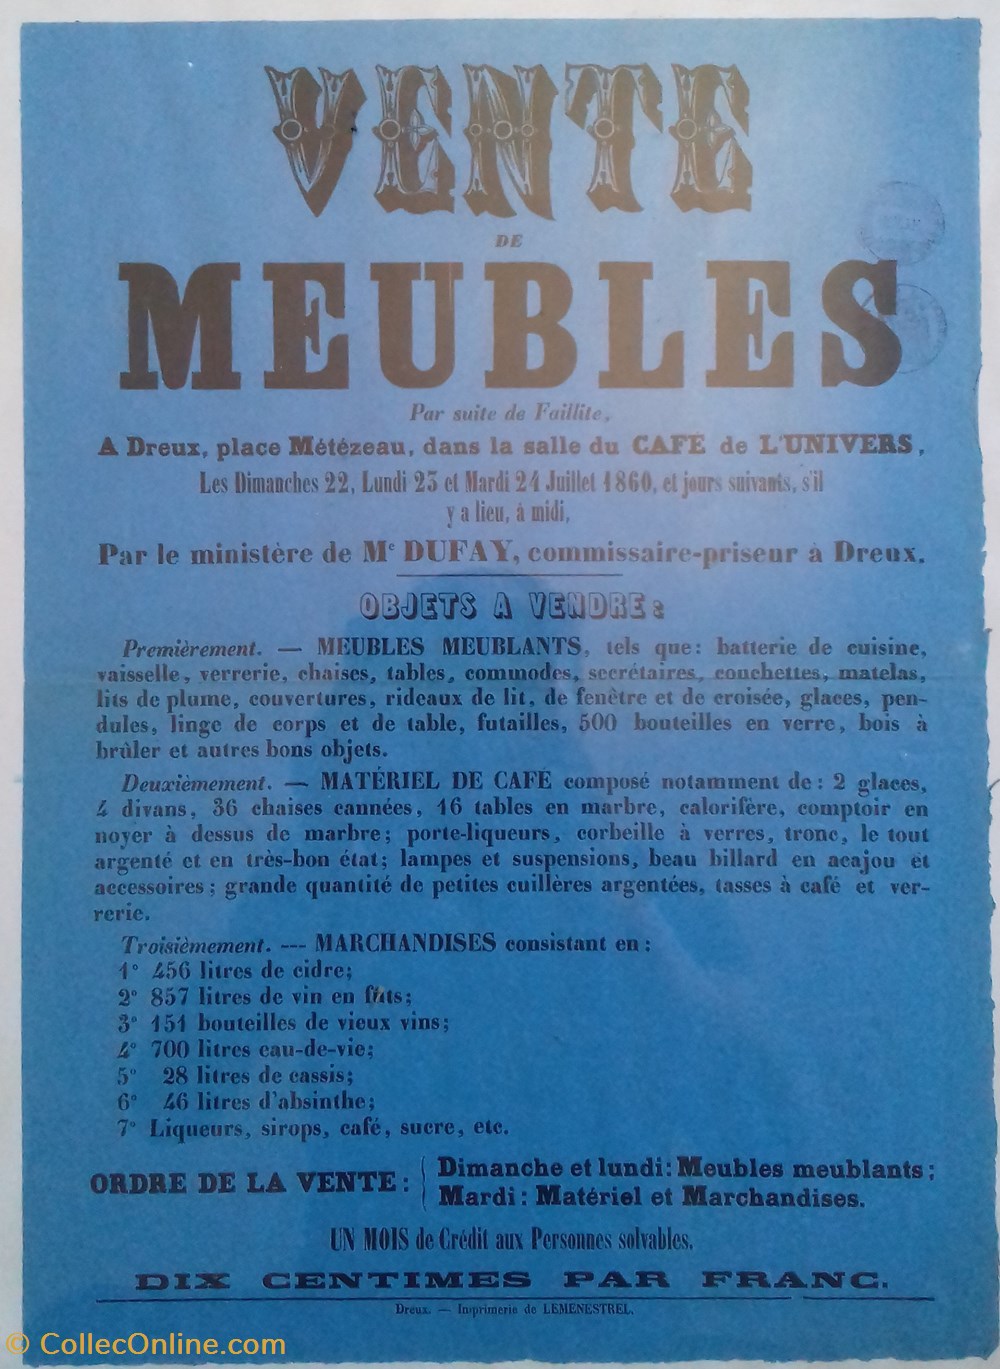 VENTE
DE
MEUBLES
Par suite de Faillite,
A Dreux, place Métézeau, dans la salle du CAFÉ de L'UNIVERS,
Les Dimanches 22, Lundi 23 et Mardi 24 Juillet 1860, et jours suivants, s'il
y a lieu, à midi,
Par le ministère de Me DUFAY, commissaire-priseur à Dreux.
OBJETS A VENDRE:
Premièrement. — MEUBLES MEUBLANTS, tels que: batterie de cuisine,
vaisselle, verrerie, chaises, tables, commodes, secrétaires, couchettes, matelas,
lits de plume, couvertures, rideaux de lit, de fenêtre et de croisée, glaces, pen-
dules, linge de corps et de table, futailles, 500 bouteilles en verre, bois à
brûler et autres bons objets.
Deuxièmement. — MATÉRIEL DE CAFÉ composé notamment de: 2 glaces,
4 divans, 36 chaises cannées, 16 tables en marbre, calorifère, comptoir en
noyer à dessus de marbre; porte-liqueurs, corbeille à verres, tronc, le tout
argenté et en très-bon état; lampes et suspensions, beau billard en acajou et
accessoires; grande quantité de petites cuillères argentées, tasses à café et ver-
rerie.
Troisièmement. --- MARCHANDISES consistant en:
1° 456 litres de cidre;
2° 857 litres de vin en fûts;
3° 151 bouteilles de vieux vins;
4° 700 litres eau-de-vie;
5° 28 litres de cassis;
6° 46 litres d'absinthe;
7° Liqueurs, sirops, café, sucre, etc.
ORDRE DE LA VENTE: Dimanche et lundi: Meubles meublants;
Mardi: Matériel et Marchandises.
UN MOIS de Crédit aux Personnes solvables.
DIX CENTIMES PAR FRANC.
Dreux. — Imprimerie de LEMENESTREL.
© CollecOnline.com